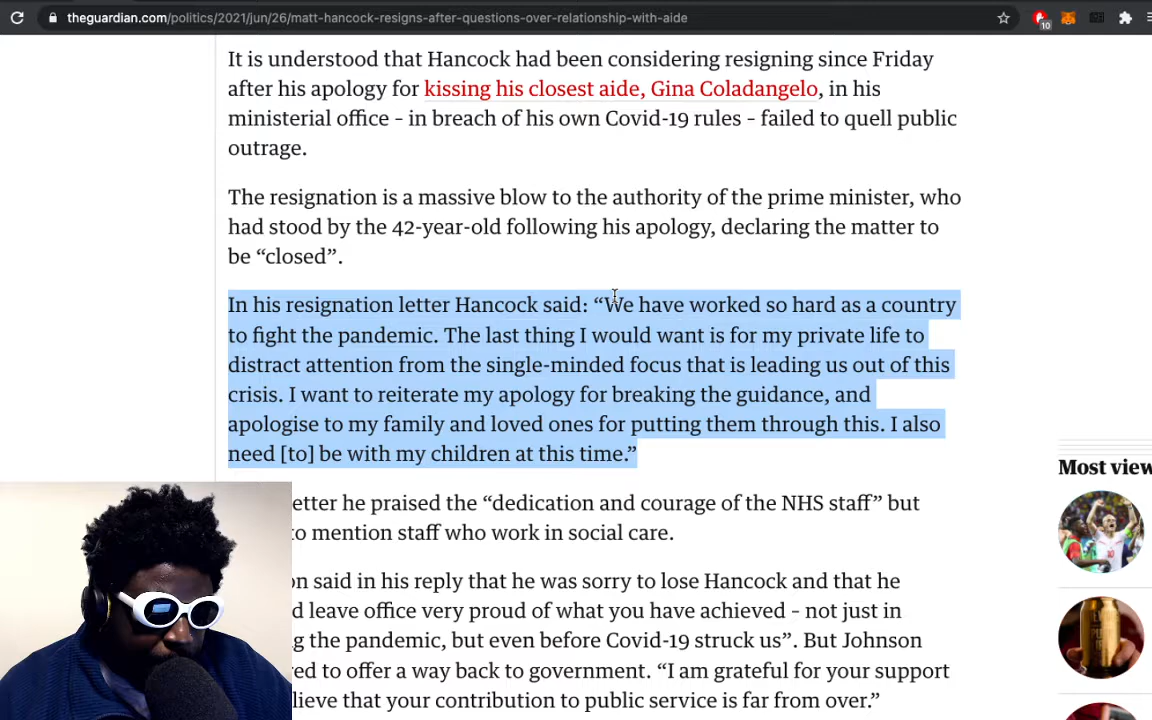 theguardian.com/politics/2021/jun/26/matt-hancock-resigns-after-questions-over-relationship-with-aide
10
It is understood that Hancock had been considering resigning since Friday
after his apology for kissing his closest aide, Gina Coladangelo, in his
ministerial office – in breach of his own Covid-19 rules – failed to quell public
outrage.
The resignation is a massive blow to the authority of the prime minister, who
had stood by the 42-year-old following his apology, declaring the matter to
be “closed”.
In his resignation letter Hancock said: “We have worked so hard as a country
to fight the pandemic. The last thing I would want is for my private life to
distract attention from the single-minded focus that is leading us out of this
crisis. I want to reiterate my apology for breaking the guidance, and
apologise to my family and loved ones for putting them through this. I also
need [to] be with my children at this time.”
etter he praised the “dedication and courage of the NHS staff” but
to mention staff who work in social care.
on said in his reply that he was sorry to lose Hancock and that he
d leave office very proud of what you have achieved – not just in
g the pandemic, but even before Covid-19 struck us”. But Johnson
red to offer a way back to government. “I am grateful for your support
lieve that your contribution to public service is far from over.”
Most view